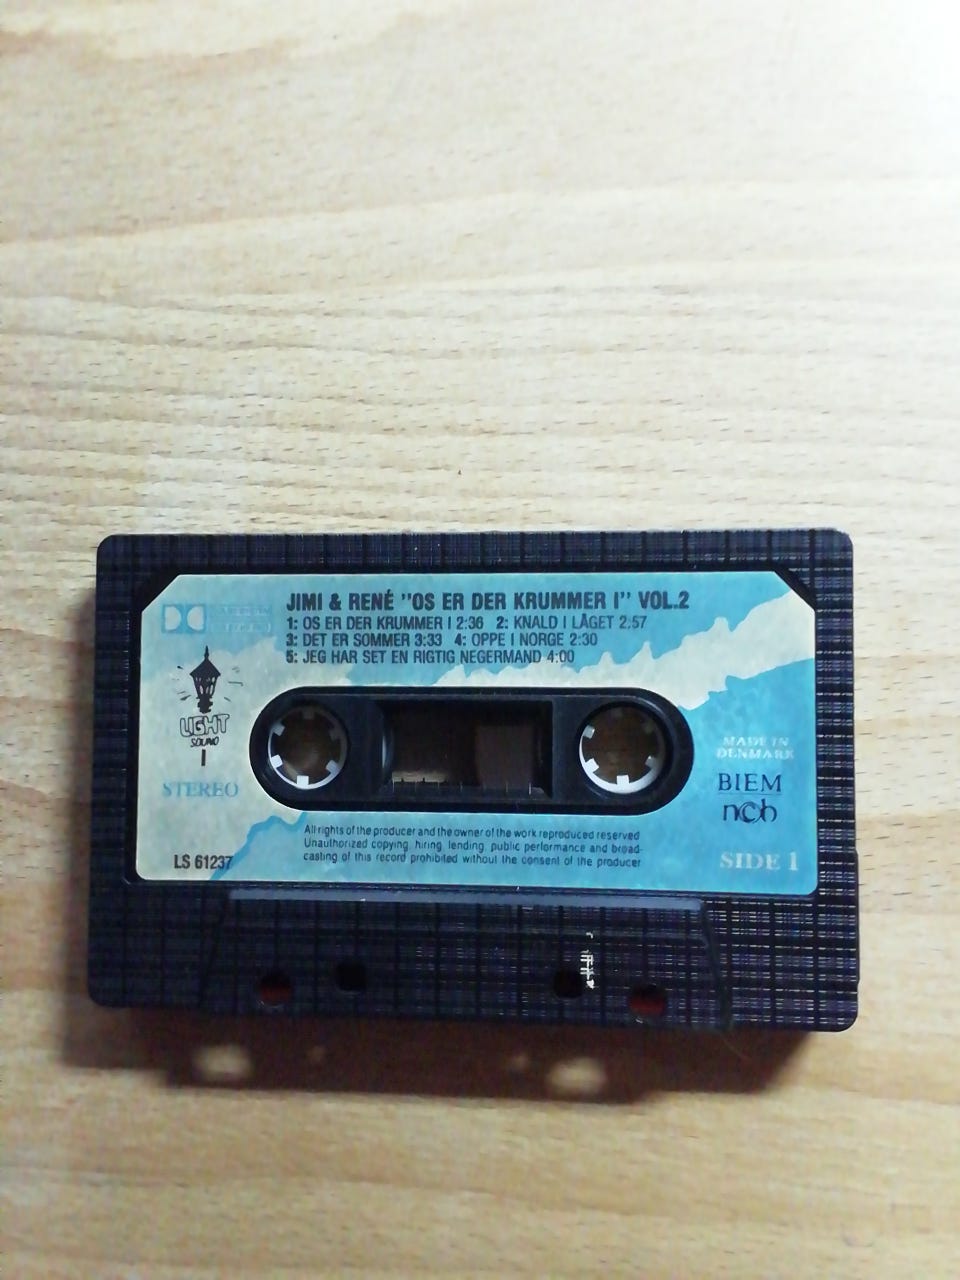 JIMI & RENÉ "OS ER DER KRUMMER I" VOL.2
1: OS ER DER KRUMMER I 2:36 2: KNALD I LÅGET 2:57
3: DET ER SOMMER 3:33 4: OPPE I NORGE 2:30
5: JEG HAR SET EN RIGTIG NEGERMAND 4:00
LIGHT
SOUND
STEREO
LS 61237
All rights of the producer and the owner of the work reproduced reserved
Unauthorized copying, hiring, lending, public performance and broad-
casting of this record prohibited without the consent of the producer
MADE IN
DENMARK
BIEM
ncb
SIDE 1